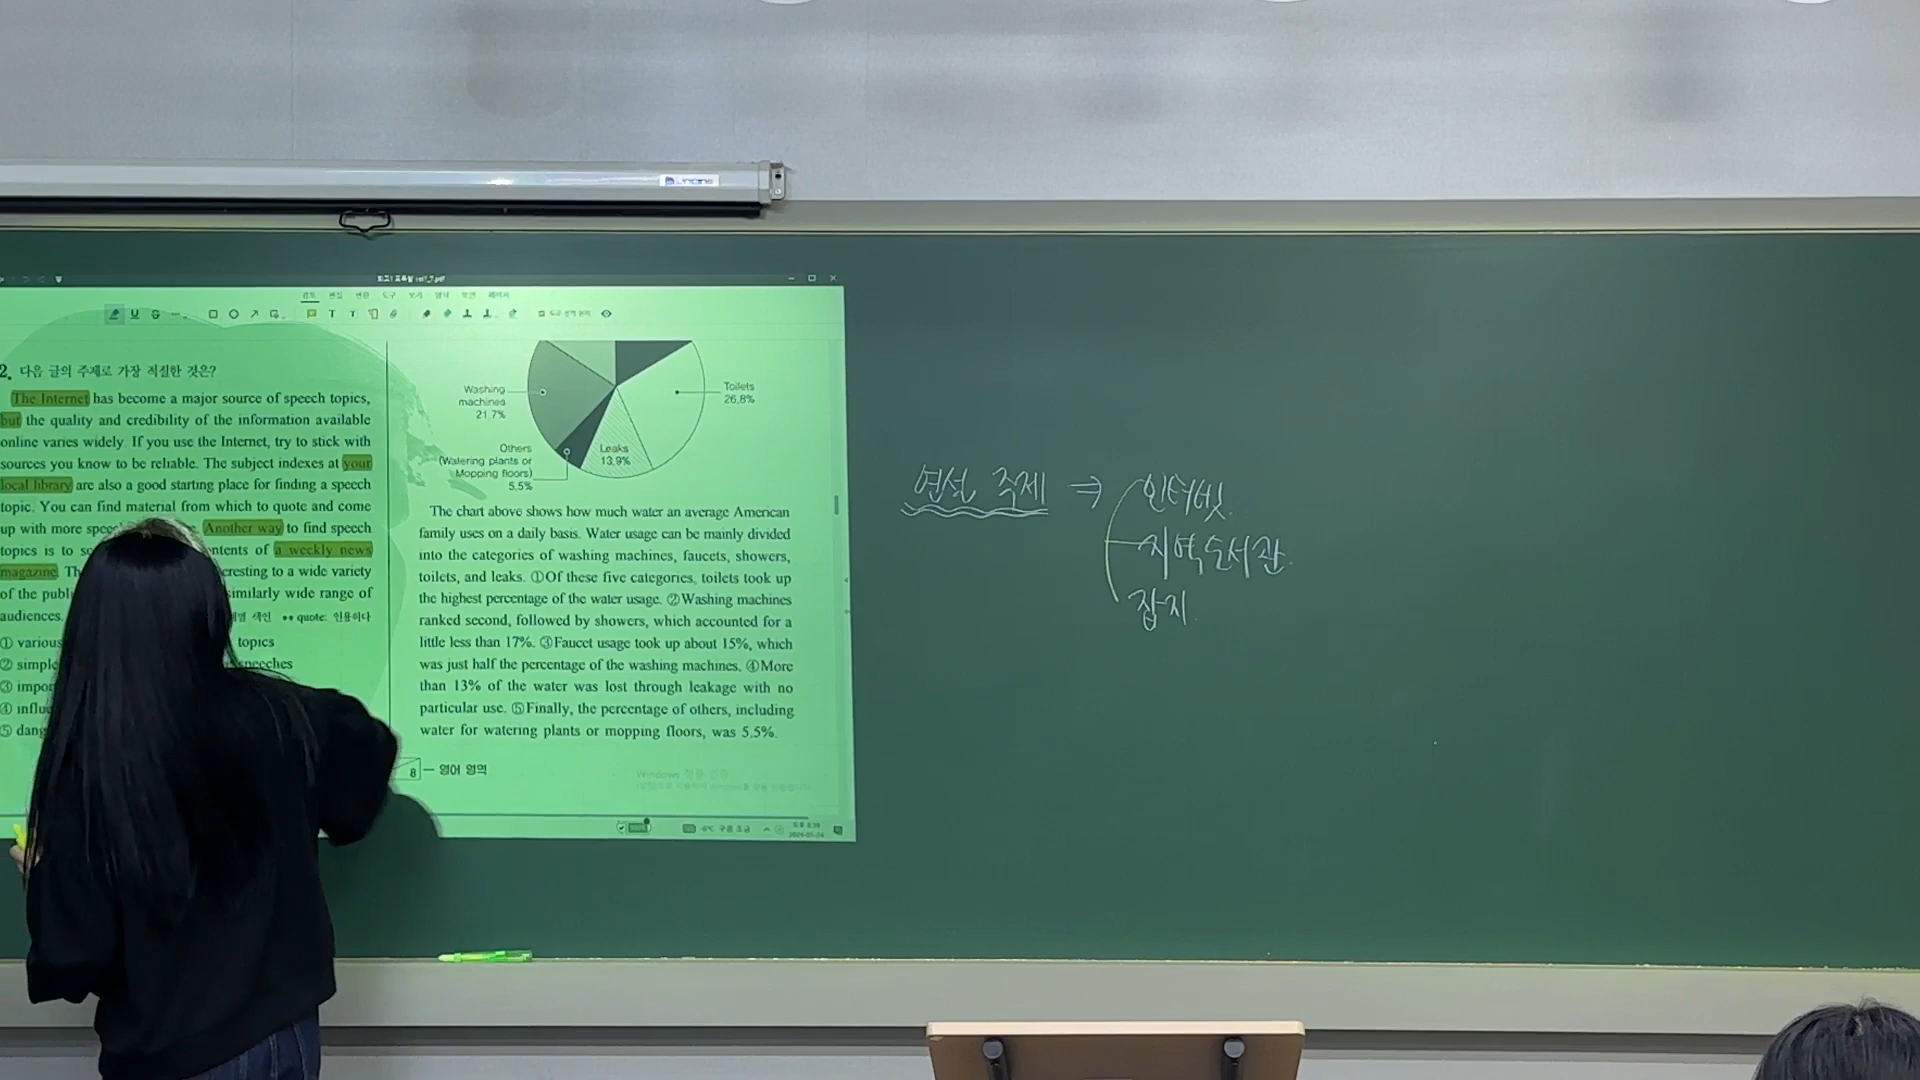 2. 다음 글의 주제로 가장 적절한 것은?
The Internet has become a major source of speech topics,
but the quality and credibility of the information available
online varies widely. If you use the Internet, try to stick with
sources you know to be reliable. The subject indexes at your
local library are also a good starting place for finding a speech
topic. You can find material from which to quote and come
up with more Another way to find speech
topics is to of a weekly news
magazine. to a wide variety
of the similarly wide range of
audiences. 색인 •• quote: 인용하다
① various topics
② simple speeches
③
④
⑤
Washing
machines
21.7%
Toilets
26.8%
Others
(Watering plants or
Mopping floors)
5.5%
Leaks
13.9%
The chart above shows how much water an average American
family uses on a daily basis. Water usage can be mainly divided
into the categories of washing machines, faucets, showers,
toilets, and leaks. ①Of these five categories, toilets took up
the highest percentage of the water usage. ②Washing machines
ranked second, followed by showers, which accounted for a
little less than 17%. ③Faucet usage took up about 15%, which
was just half the percentage of the washing machines. ④More
than 13% of the water was lost through leakage with no
particular use. ⑤Finally, the percentage of others, including
water for watering plants or mopping floors, was 5.5%.
8 — 영어 영역
Windows 정품 인증
-6°C 구름 조금
연설 주제 ⇒ 인터넷.
지역도서관.
잡지.